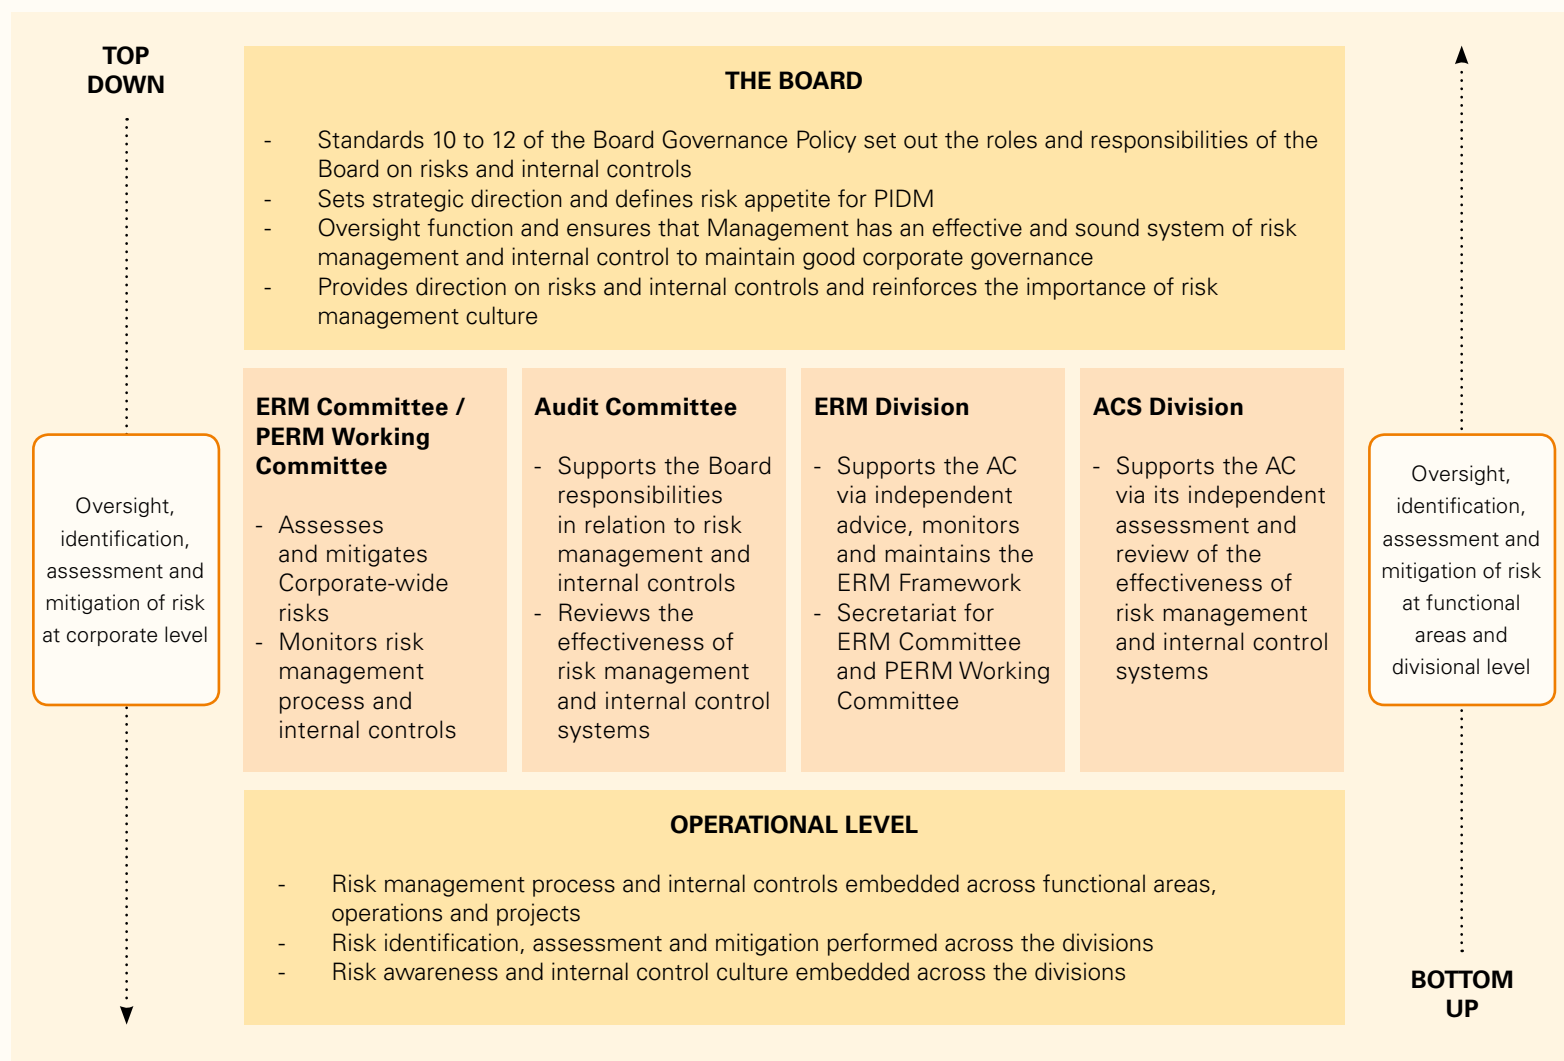 TOP
DOWN
Oversight,
identification,
assessment and
mitigation of risk
at corporate level
THE BOARD
- Standards 10 to 12 of the Board Governance Policy set out the roles and responsibilities of the
Board on risks and internal controls
- Sets strategic direction and defines risk appetite for PIDM
- Oversight function and ensures that Management has an effective and sound system of risk
management and internal control to maintain good corporate governance
- Provides direction on risks and internal controls and reinforces the importance of risk
management culture
ERM Committee /
PERM Working
Committee
- Assesses
and mitigates
Corporate-wide
risks
- Monitors risk
management
process and
internal controls
Audit Committee
- Supports the Board
responsibilities
in relation to risk
management and
internal controls
- Reviews the
effectiveness of
risk management
and internal control
systems
ERM Division
- Supports the AC
via independent
advice, monitors
and maintains the
ERM Framework
- Secretariat for
ERM Committee
and PERM Working
Committee
ACS Division
- Supports the AC
via its independent
assessment and
review of the
effectiveness of
risk management
and internal control
systems
OPERATIONAL LEVEL
- Risk management process and internal controls embedded across functional areas,
operations and projects
- Risk identification, assessment and mitigation performed across the divisions
- Risk awareness and internal control culture embedded across the divisions
Oversight,
identification,
assessment and
mitigation of risk
at functional
areas and
divisional level
BOTTOM
UP